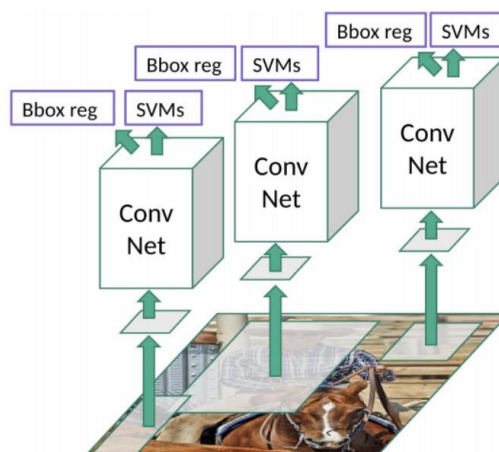 Bbox reg SVMs
Bbox reg SVMs
Bbox reg SVMs
Conv
Net
Conv
Net
Conv
Net